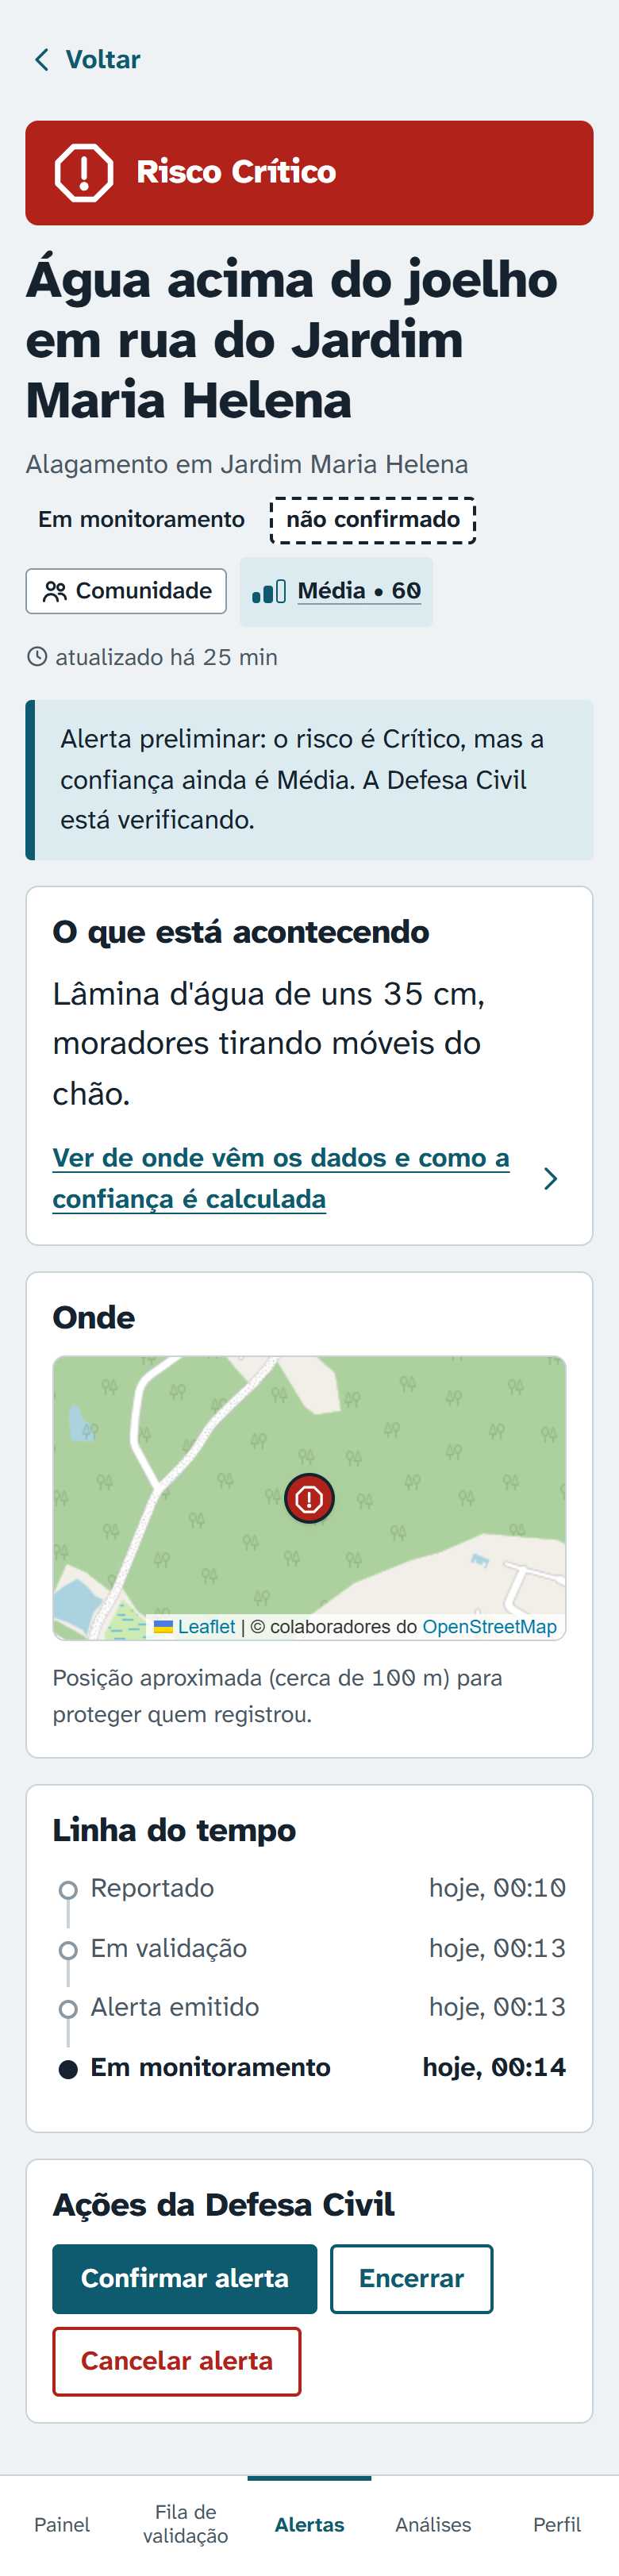 Voltar
Risco Crítico
Água acima do joelho
em rua do Jardim
Maria Helena
Alagamento em Jardim Maria Helena
Em monitoramento
não confirmado
Comunidade
Média • 60
atualizado há 25 min
Alerta preliminar: o risco é Crítico, mas a
confiança ainda é Média. A Defesa Civil
está verificando.
O que está acontecendo
Lâmina d'água de uns 35 cm,
moradores tirando móveis do
chão.
Ver de onde vêm os dados e como a
confiança é calculada
Onde
Leaflet | © colaboradores do OpenStreetMap
Posição aproximada (cerca de 100 m) para
proteger quem registrou.
Linha do tempo
Reportado hoje, 00:10
Em validação hoje, 00:13
Alerta emitido hoje, 00:13
Em monitoramento hoje, 00:14
Ações da Defesa Civil
Confirmar alerta
Encerrar
Cancelar alerta
Painel
Fila de
validação
Alertas
Análises
Perfil